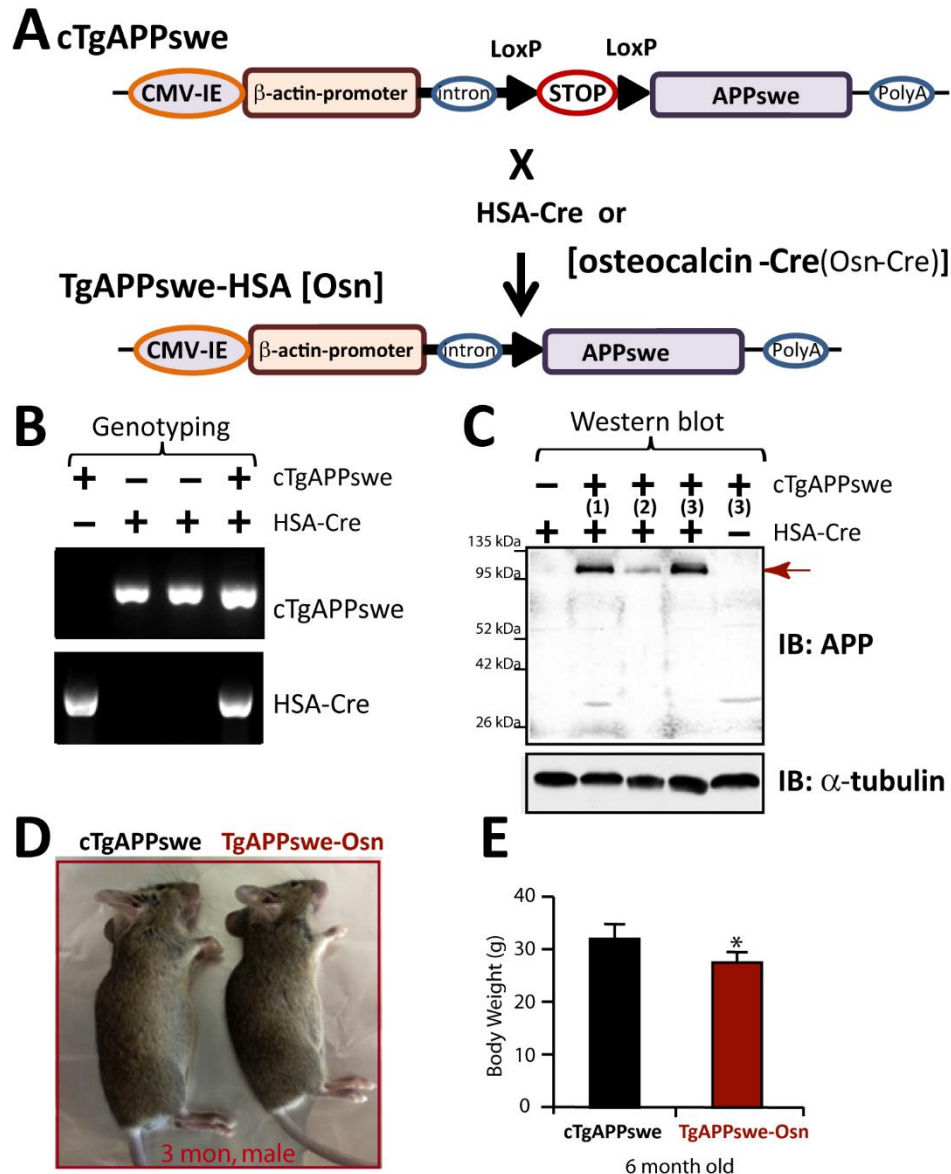 A cTgAPPswe
LoxP LoxP
CMV-IE β-actin-promoter intron STOP APPswe PolyA
X
HSA-Cre or
[osteocalcin -Cre(Osn-Cre)]
TgAPPswe-HSA [Osn]
CMV-IE β-actin-promoter intron APPswe PolyA
B
Genotyping
+ − − + cTgAPPswe
− + + + HSA-Cre
cTgAPPswe
HSA-Cre
C
Western blot
− + + + + cTgAPPswe
(1) (2) (3) (3)
+ + + + − HSA-Cre
135 kDa
95 kDa
52 kDa
42 kDa
26 kDa
IB: APP
IB: α-tubulin
D
cTgAPPswe TgAPPswe-Osn
3 mon, male
E
Body Weight (g)
40
30
20
10
0
*
cTgAPPswe TgAPPswe-Osn
6 month old